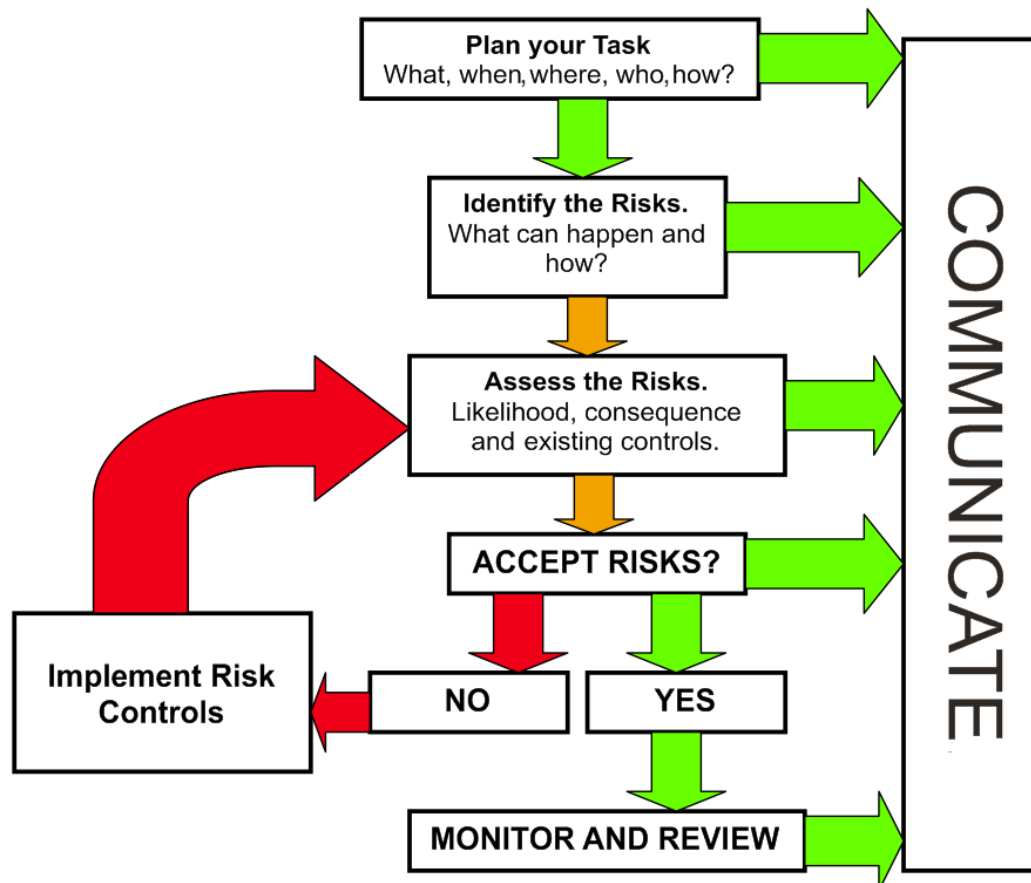 Plan your Task
What, when, where, who, how?
Identify the Risks.
What can happen and
how?
Assess the Risks.
Likelihood, consequence
and existing controls.
ACCEPT RISKS?
Implement Risk
Controls
NO
YES
MONITOR AND REVIEW
COMMUNICATE